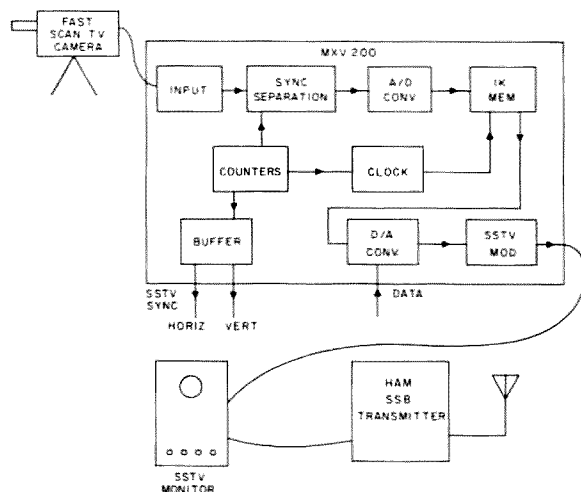 FAST
SCAN TV
CAMERA
MXV 200
INPUT
SYNC
SEPARATION
A/D
CONV.
1K
MEM
COUNTERS
CLOCK
BUFFER
D/A
CONV.
SSTV
MOD
SSTV
SYNC
HORIZ
VERT
DATA
HAM
SSB
TRANSMITTER
SSTV
MONITOR